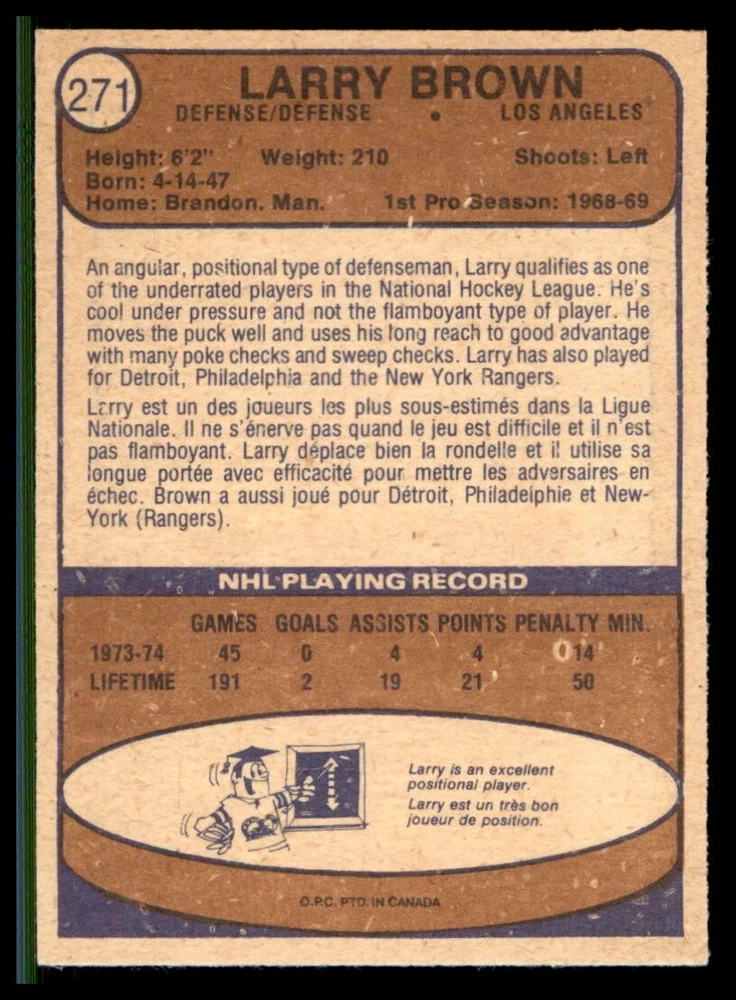 271
LARRY BROWN
DEFENSE/DÉFENSE • LOS ANGELES
Height: 6'2" Weight: 210 Shoots: Left
Born: 4-14-47
Home: Brandon. Man. 1st Pro Season: 1968-69
An angular, positional type of defenseman, Larry qualifies as one
of the underrated players in the National Hockey League. He's
cool under pressure and not the flamboyant type of player. He
moves the puck well and uses his long reach to good advantage
with many poke checks and sweep checks. Larry has also played
for Detroit, Philadelphia and the New York Rangers.
Larry est un des joueurs les plus sous-estimés dans la Ligue
Nationale. Il ne s'énerve pas quand le jeu est difficile et il n'est
pas flamboyant. Larry déplace bien la rondelle et il utilise sa
longue portée avec efficacité pour mettre les adversaires en
échec. Brown a aussi joué pour Détroit, Philadelphie et New-
York (Rangers).
NHL PLAYING RECORD
GAMES GOALS ASSISTS POINTS PENALTY MIN.
1973-74 45 0 4 4 14
LIFETIME 191 2 19 21 50
Larry is an excellent
positional player.
Larry est un très bon
joueur de position.
O.P.C. PTD. IN CANADA